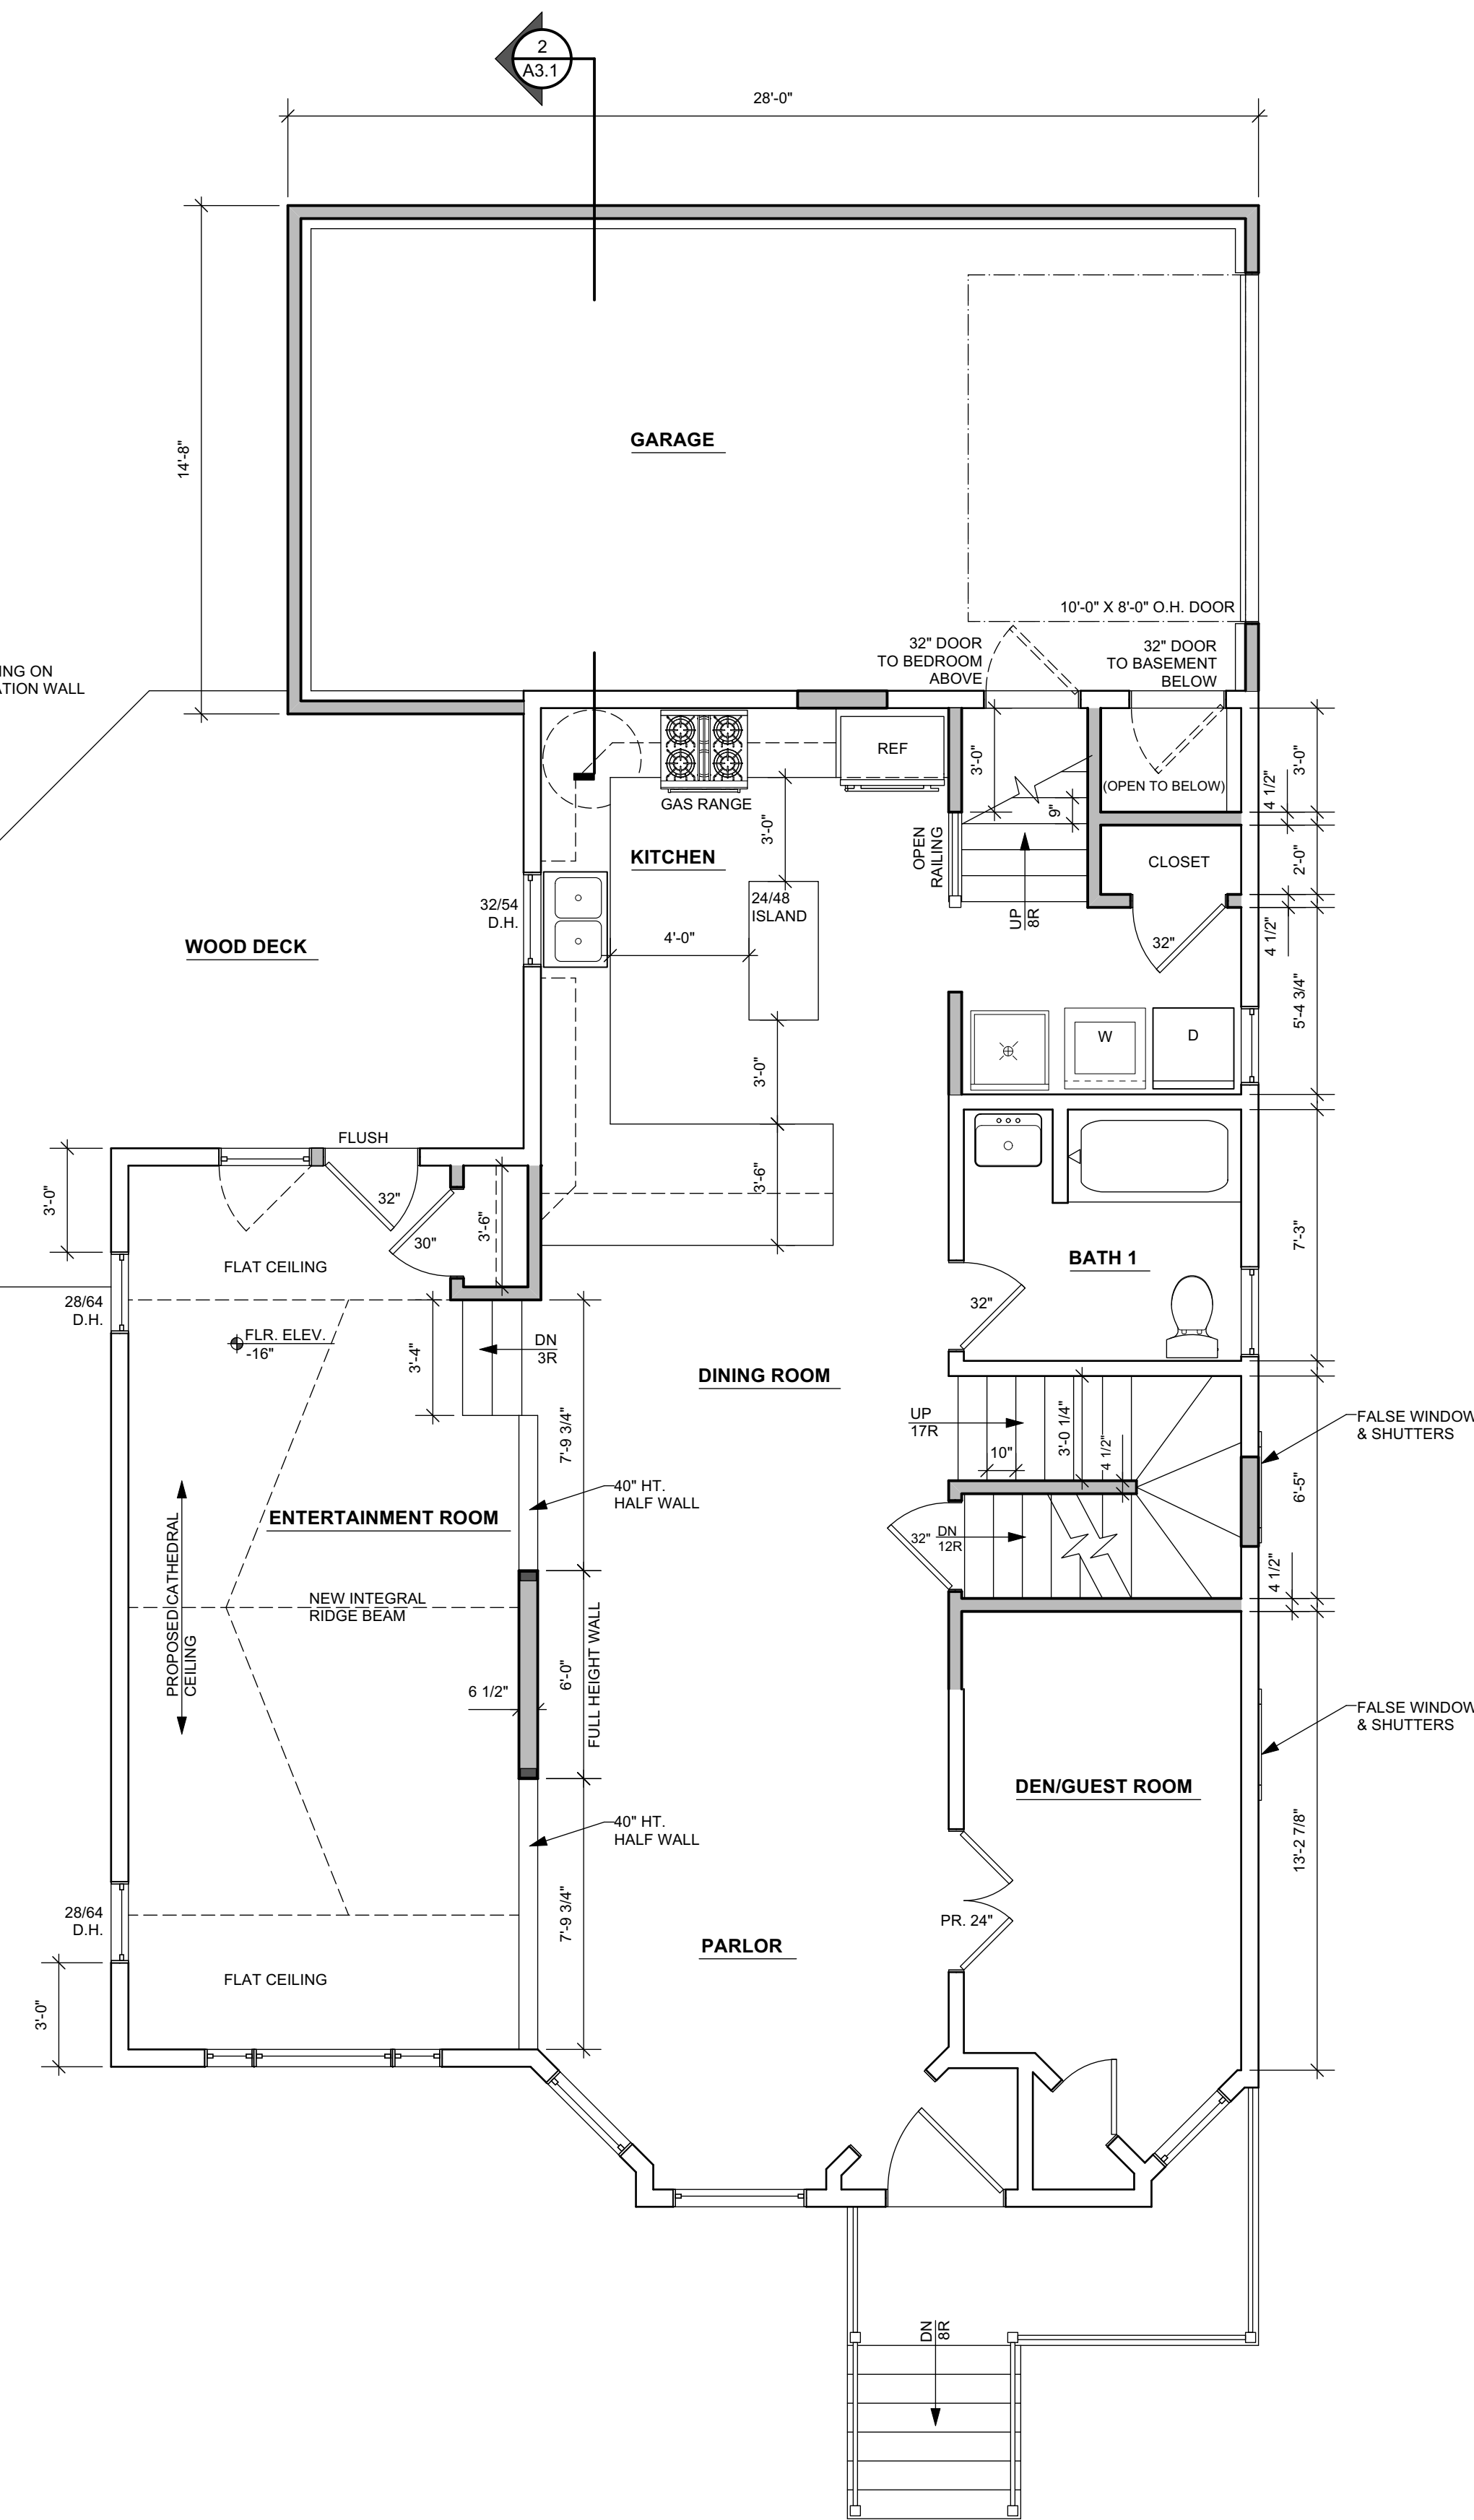 2
A3.1
28'-0"
14'-8"
GARAGE
10'-0" X 8'-0" O.H. DOOR
32" DOOR
TO BEDROOM
ABOVE
32" DOOR
TO BASEMENT
BELOW
ING ON
ATION WALL
REF
GAS RANGE
3'-0"
9"
(OPEN TO BELOW)
3'-0"
4 1/2"
3'-0"
KITCHEN
OPEN
RAILING
CLOSET
2'-0"
24/48
ISLAND
32/54
D.H.
4'-0"
UP
8R
32"
4 1/2"
WOOD DECK
5'-4 3/4"
W
D
3'-0"
FLUSH
32"
30"
3'-6"
3'-6"
3'-0"
7'-3"
BATH 1
FLAT CEILING
28/64
D.H.
32"
FLR. ELEV.
-16"
3'-4"
DN
3R
DINING ROOM
7'-9 3/4"
UP
17R
10"
3'-0 1/4"
4 1/2"
FALSE WINDOW
& SHUTTERS
6'-5"
40" HT.
HALF WALL
ENTERTAINMENT ROOM
32"
DN
12R
4 1/2"
PROPOSED CATHEDRAL
CEILING
NEW INTEGRAL
RIDGE BEAM
6 1/2"
6'-0"
FULL HEIGHT WALL
FALSE WINDOW
& SHUTTERS
DEN/GUEST ROOM
40" HT.
HALF WALL
13'-2 7/8"
28/64
D.H.
7'-9 3/4"
PR. 24"
PARLOR
FLAT CEILING
3'-0"
DN
8R